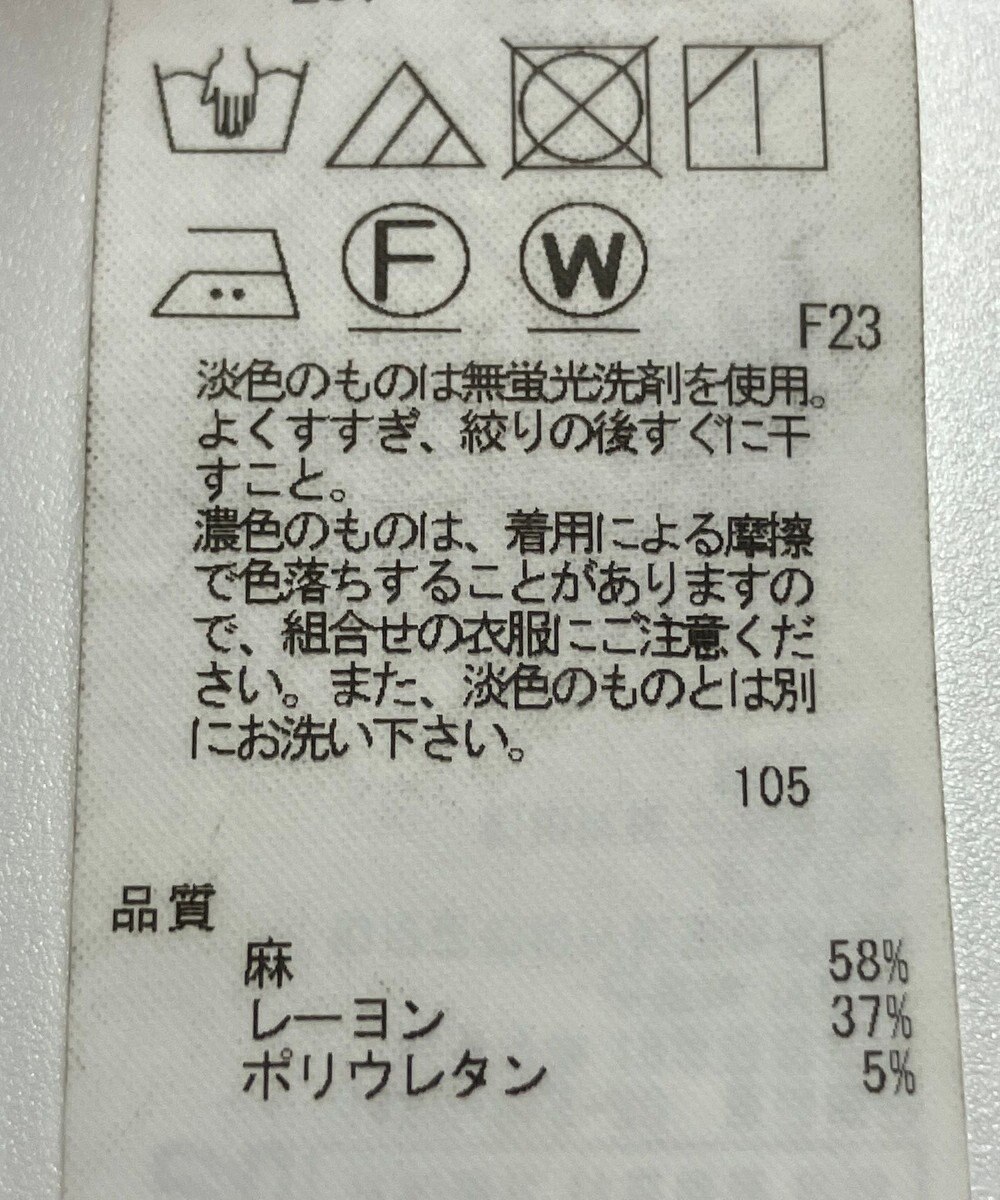 F
W
F23
淡色のものは無蛍光洗剤を使用。
よくすすぎ、絞りの後すぐに干
すこと。
濃色のものは、着用による摩擦
で色落ちすることがありますの
で、組合せの衣服にご注意くだ
さい。また、淡色のものとは別
にお洗い下さい。
105
品質
麻 58%
レーヨン 37%
ポリウレタン 5%